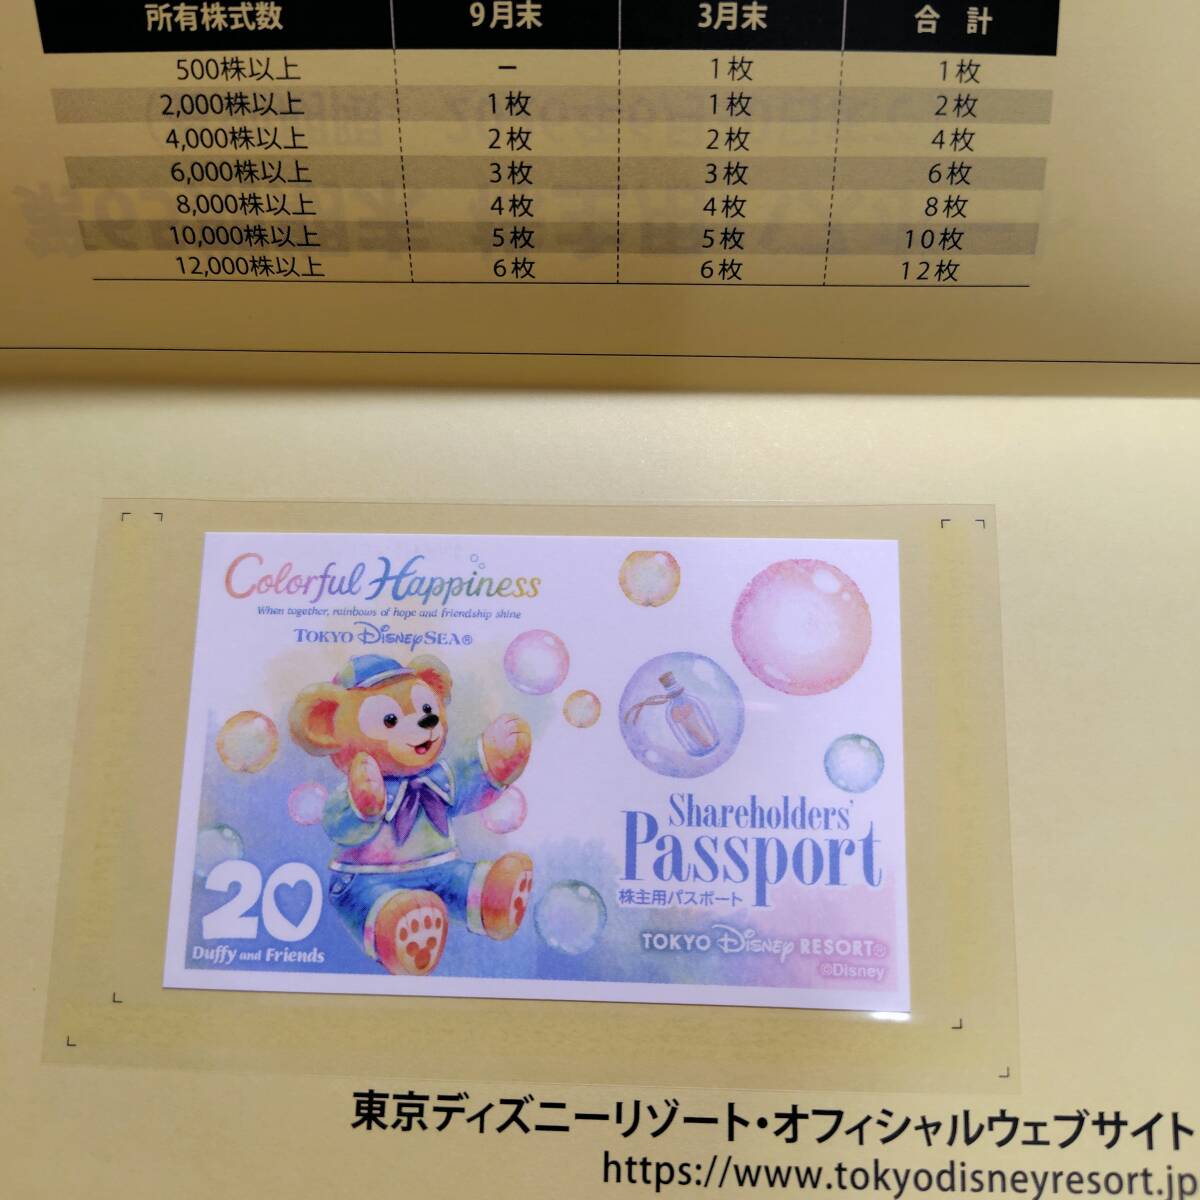 所有株式数 9月末 3月末 合計
500株以上 － 1枚 1枚
2,000株以上 1枚 1枚 2枚
4,000株以上 2枚 2枚 4枚
6,000株以上 3枚 3枚 6枚
8,000株以上 4枚 4枚 8枚
10,000株以上 5枚 5枚 10枚
12,000株以上 6枚 6枚 12枚
Colorful Happiness
When together, rainbows of hope and friendship shine
TOKYO DISNEY SEA®
20
Duffy and Friends
Shareholders'
Passport
株主用パスポート
TOKYO Disney RESORT®
©Disney
東京ディズニーリゾート・オフィシャルウェブサイト
https://www.tokyodisneyresort.jp